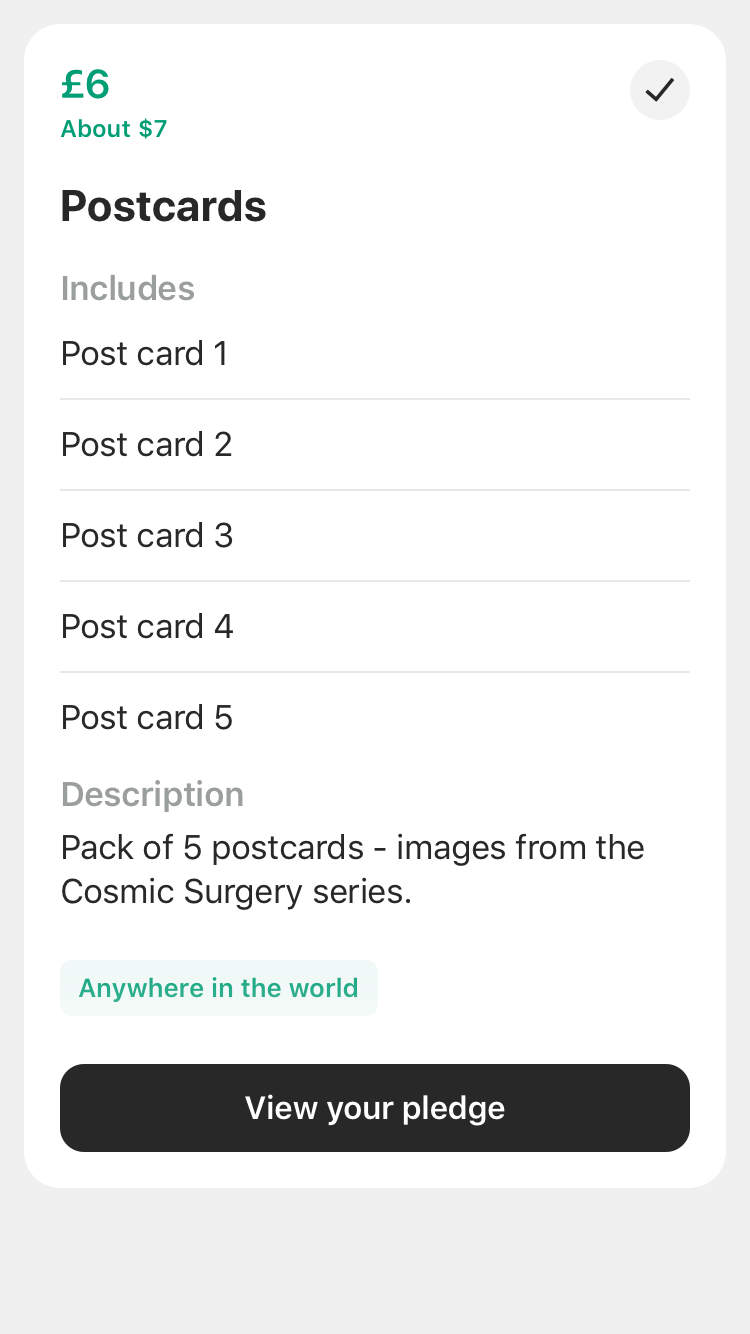 £6
About $7
Postcards
Includes
Post card 1
Post card 2
Post card 3
Post card 4
Post card 5
Description
Pack of 5 postcards - images from the
Cosmic Surgery series.
Anywhere in the world
View your pledge